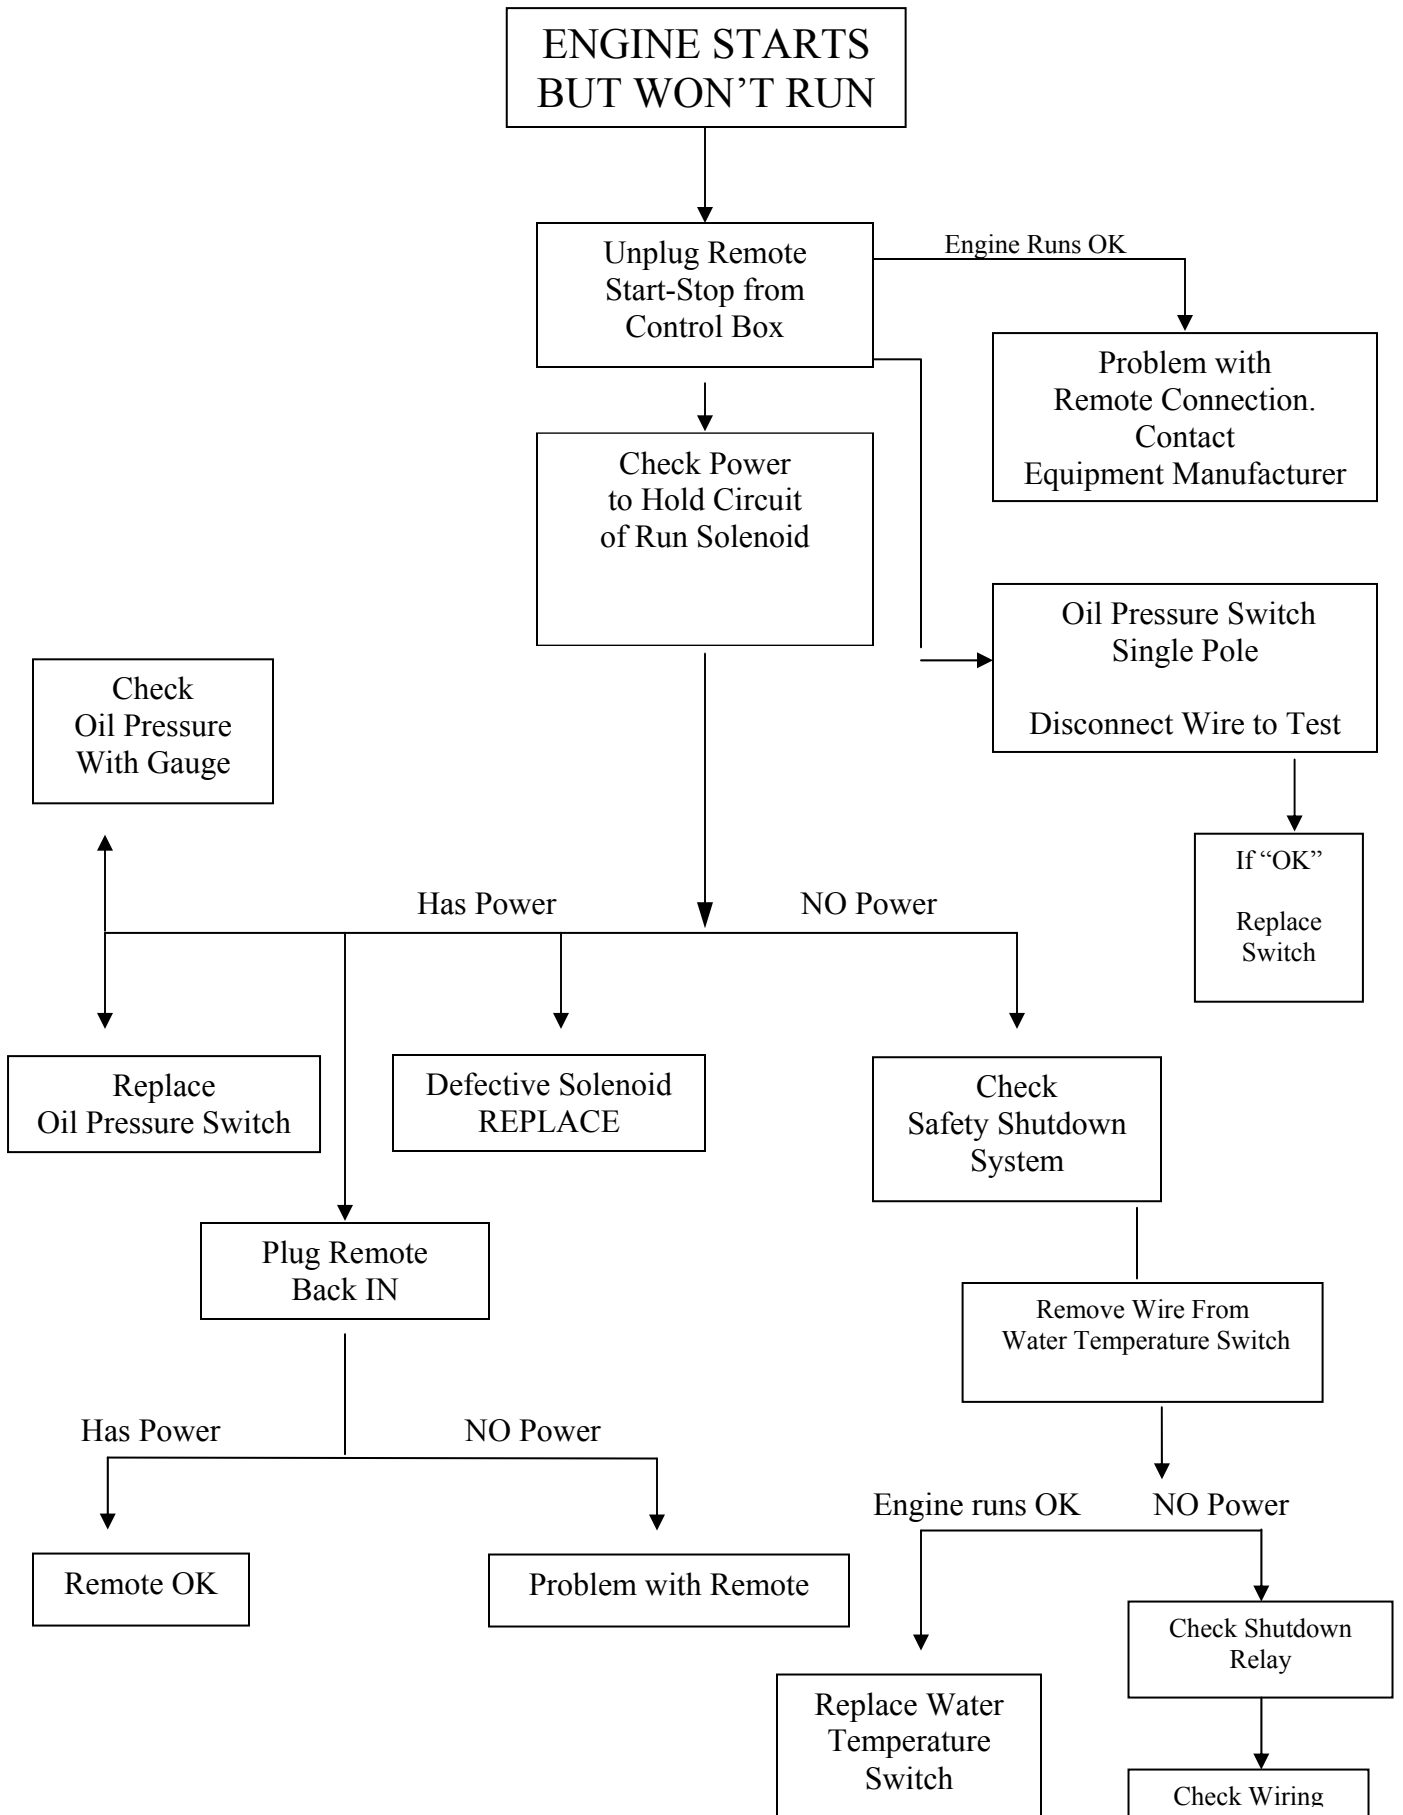 ENGINE STARTS
BUT WON’T RUN
Unplug Remote
Start-Stop from
Control Box
Engine Runs OK
Problem with
Remote Connection.
Contact
Equipment Manufacturer
Check Power
to Hold Circuit
of Run Solenoid
Oil Pressure Switch
Single Pole
Disconnect Wire to Test
Check
Oil Pressure
With Gauge
If “OK”
Replace
Switch
Has Power
NO Power
Replace
Oil Pressure Switch
Defective Solenoid
REPLACE
Check
Safety Shutdown
System
Plug Remote
Back IN
Remove Wire From
Water Temperature Switch
Has Power
NO Power
Engine runs OK
NO Power
Remote OK
Problem with Remote
Check Shutdown
Relay
Replace Water
Temperature
Switch
Check Wiring